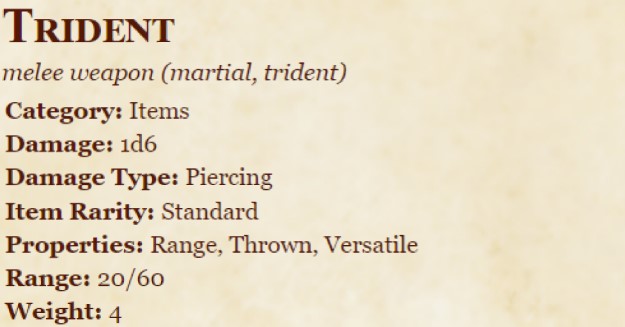 Trident
melee weapon (martial, trident)
Category: Items
Damage: 1d6
Damage Type: Piercing
Item Rarity: Standard
Properties: Range, Thrown, Versatile
Range: 20/60
Weight: 4